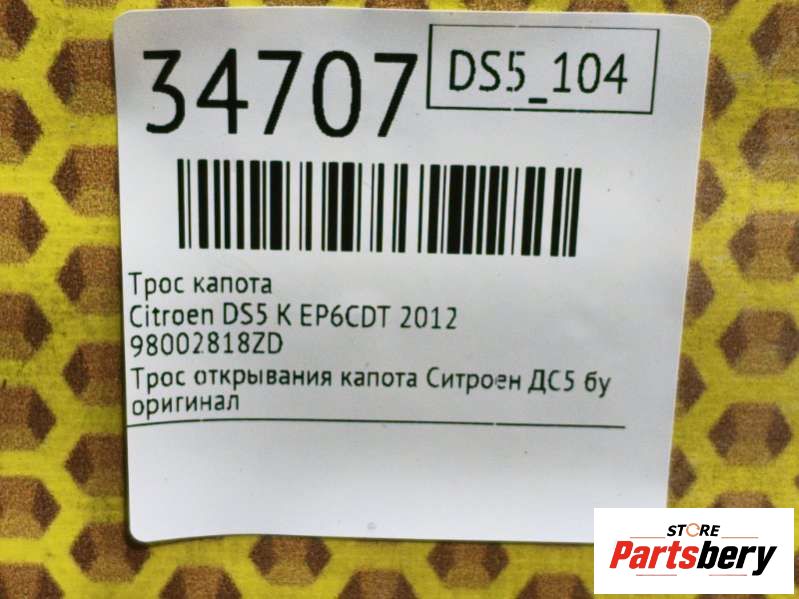 34707
DS5_104
Трос капота
Citroen DS5 K EP6CDT 2012
98002818ZD
Трос открывания капота Ситроен ДС5 бу
оригинал
STORE
Partsbery